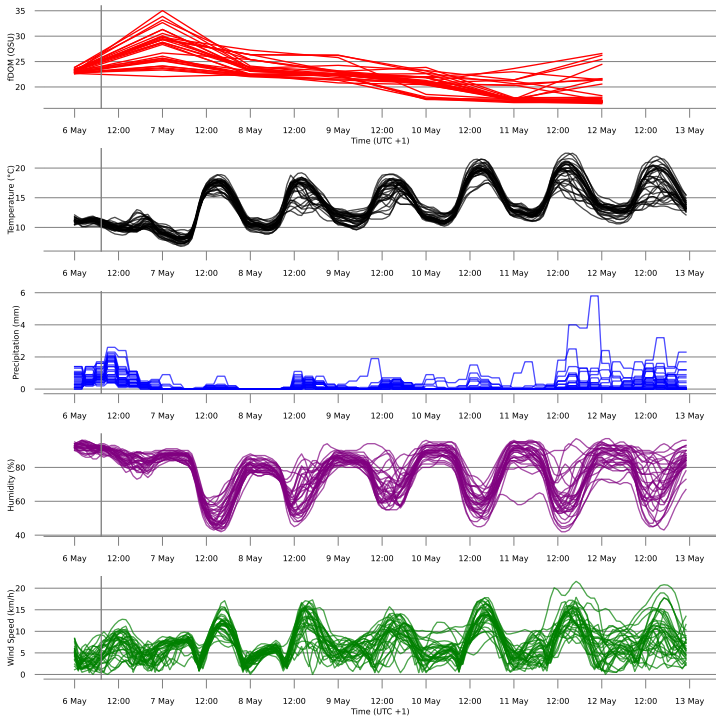 fDOM (QSU)
35
30
25
20
6 May 12:00 7 May 12:00 8 May 12:00 9 May 12:00 10 May 12:00 11 May 12:00 12 May 12:00 13 May
Time (UTC +1)
Temperature (°C)
20
15
10
6 May 12:00 7 May 12:00 8 May 12:00 9 May 12:00 10 May 12:00 11 May 12:00 12 May 12:00 13 May
Precipitation (mm)
6
4
2
0
6 May 12:00 7 May 12:00 8 May 12:00 9 May 12:00 10 May 12:00 11 May 12:00 12 May 12:00 13 May
Humidity (%)
80
60
40
6 May 12:00 7 May 12:00 8 May 12:00 9 May 12:00 10 May 12:00 11 May 12:00 12 May 12:00 13 May
Wind Speed (km/h)
20
15
10
5
0
6 May 12:00 7 May 12:00 8 May 12:00 9 May 12:00 10 May 12:00 11 May 12:00 12 May 12:00 13 May
Time (UTC +1)